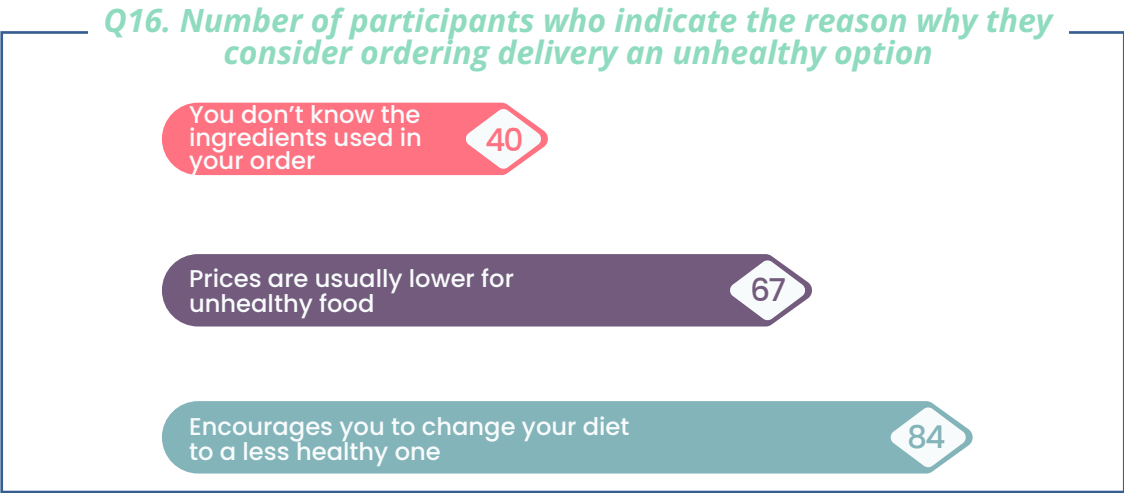 Q16. Number of participants who indicate the reason why they
consider ordering delivery an unhealthy option
You don’t know the
ingredients used in
your order
40
Prices are usually lower for
unhealthy food
67
Encourages you to change your diet
to a less healthy one
84